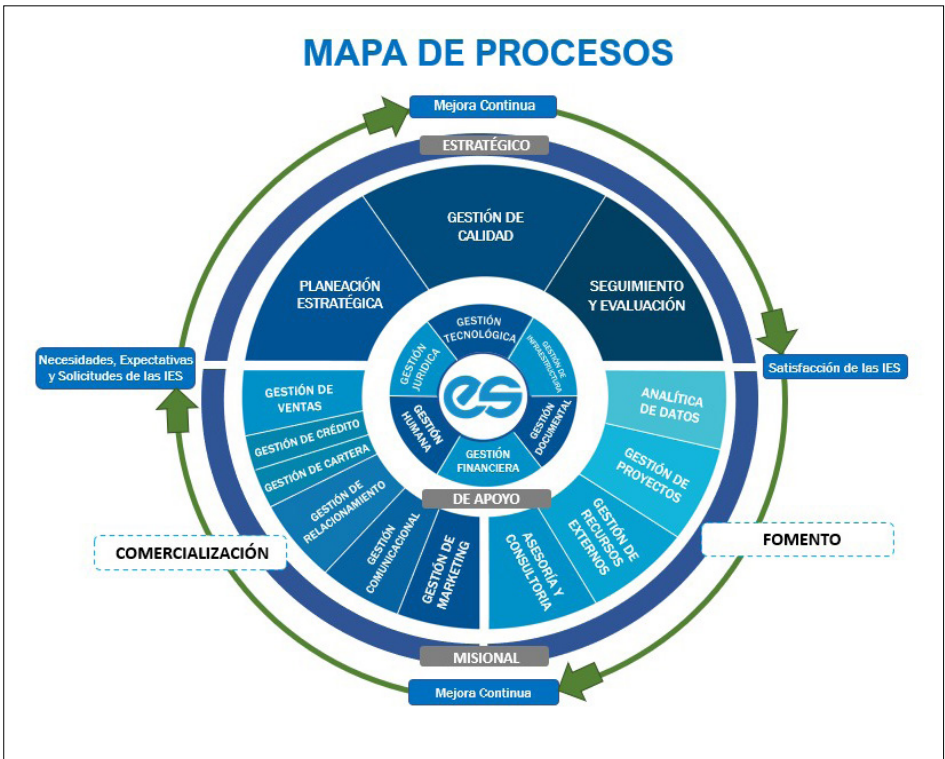 MAPA DE PROCESOS
Mejora Continua
ESTRATÉGICO
GESTIÓN DE
CALIDAD
PLANEACIÓN
ESTRATÉGICA
SEGUIMIENTO
Y EVALUACIÓN
GESTIÓN
TECNOLÓGICA
GESTIÓN DE
INFRAESTRUCTURA
GESTIÓN
JURIDICA
es
GESTIÓN
HUMANA
GESTIÓN
DOCUMENTAL
GESTIÓN
FINANCIERA
DE APOYO
Necesidades, Expectativas
y Solicitudes de las IES
Satisfacción de las IES
GESTIÓN DE
VENTAS
GESTIÓN DE CRÉDITO
GESTIÓN DE CARTERA
GESTIÓN DE
RELACIONAMIENTO
GESTIÓN
COMUNICACIONAL
GESTIÓN DE
MARKETING
ANALÍTICA
DE DATOS
GESTIÓN DE
PROYECTOS
GESTIÓN DE
RECURSOS
EXTERNOS
ASESORÍA Y
CONSULTORIA
COMERCIALIZACIÓN
FOMENTO
MISIONAL
Mejora Continua